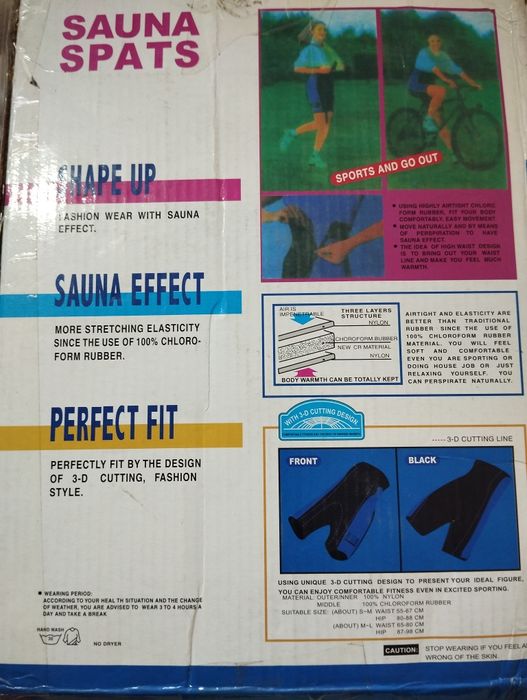 SAUNA
SPATS
SHAPE UP
FASHION WEAR WITH SAUNA
EFFECT.
SAUNA EFFECT
MORE STRETCHING ELASTICITY
SINCE THE USE OF 100% CHLORO-
FORM RUBBER.
PERFECT FIT
PERFECTLY FIT BY THE DESIGN
OF 3-D CUTTING, FASHION
STYLE.
• WEARING PERIOD:
ACCORDING TO YOUR HEAL TH SITUATION AND THE CHANGE
OF WEATHER, YOU ARE ADVISED TO WEAR 3 TO 4 HOURS A
DAY AND TAKE A BREAK
HAND WASH
30
NO DRYER
SPORTS AND GO OUT
• USING HIGHLY AIRTIGHT CHLORO
FORM RUBBER, FIT YOUR BODY
COMFORTABLY, EASY MOVEMENT
• MOVE NATURALLY AND BY MEANS
OF PERSPIRATION TO HAVE
SAUNA EFFECT.
• THE IDEA OF HIGH WAIST DESIGN
IS TO BRING OUT YOUR WAIST
LINE AND MAKE YOU FEEL MUCH
WARMTH.
AIR IS
IMPENETRABLE
THREE LAYERS
STRUCTURE
NYLON
CHOROFORM RUBBER
NEW CR MATERIAL
NYLON
BODY WARMTH CAN BE TOTALLY KEPT
AIRTIGHT AND ELASTICITY ARE
BETTER THAN TRADITIONAL
RUBBER SINCE THE USE OF
100% CHLOROFORM RUBBER
MATERIAL. YOU WILL FEEL
SOFT AND COMFORTABLE
EVEN YOU ARE SPORTING OR
DOING HOUSE JOB OR JUST
RELAXING YOURSELF. YOU
CAN PERSPIRATE NATURALLY.
WITH 3-D CUTTING DESIGN
..... 3-D CUTTING LINE
FRONT
BLACK
USING UNIQUE 3-D CUTTING DESIGN TO PRESENT YOUR IDEAL FIGURE.
YOU CAN ENJOY COMFORTABLE FITNESS EVEN IN EXCITED SPORTING.
MATERIAL OUTER/INNER 100% NYLON
MIDDLE 100% CHLOROFORM RUBBER
SUITABLE SIZE: (ABOUT) S~M WAIST 55-67 CM
HIP 80-88 CM
(ABOUT) M~L WAIST 65-80 CM
HIP 87-98 CM
CAUTION: STOP WEARING IF YOU FEEL A
WRONG OF THE SKIN.